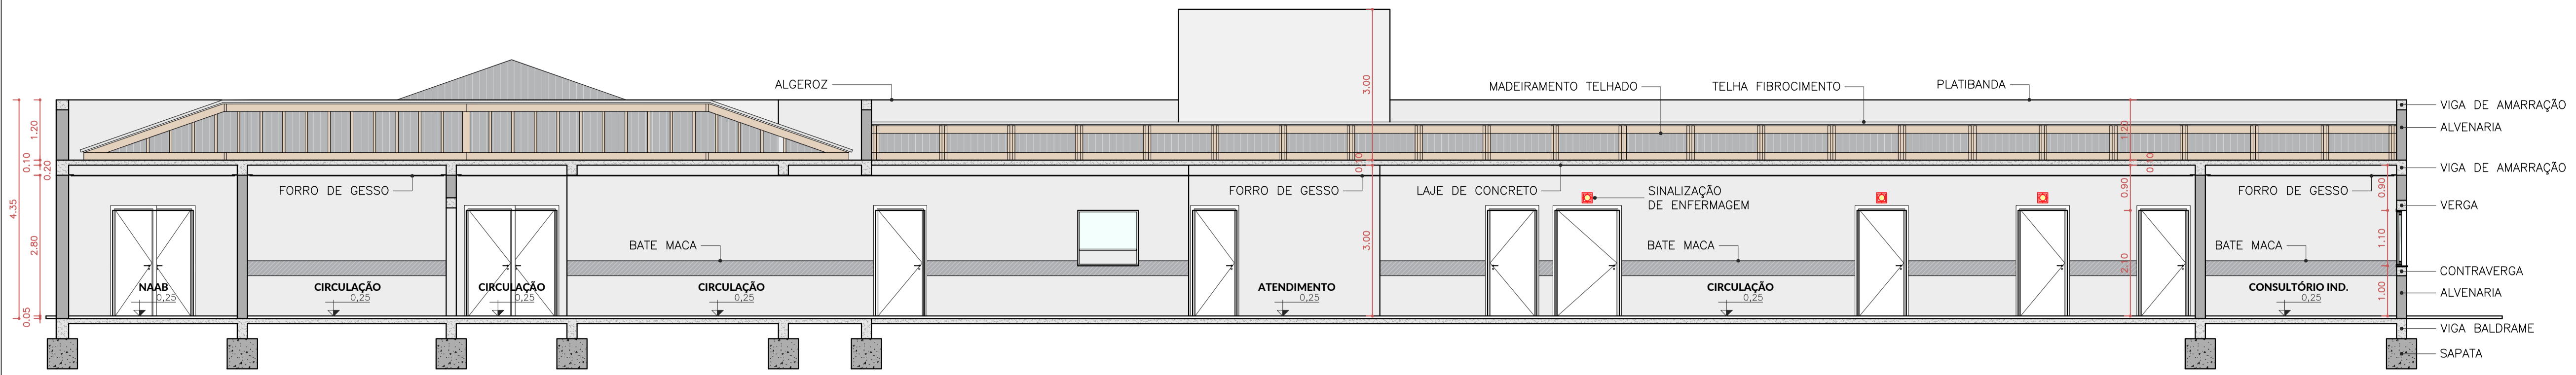 3.00
ALGEROZ
MADEIRAMENTO TELHADO
TELHA FIBROCIMENTO
PLATIBANDA
VIGA DE AMARRAÇÃO
1.20
1.20
ALVENARIA
0.10
0.20
0.10
0.10
VIGA DE AMARRAÇÃO
FORRO DE GESSO
FORRO DE GESSO
LAJE DE CONCRETO
SINALIZAÇÃO
DE ENFERMAGEM
FORRO DE GESSO
0.90
0.90
VERGA
4.35
2.80
3.00
BATE MACA
BATE MACA
BATE MACA
1.10
2.10
CONTRAVERGA
NAAB
0,25
CIRCULAÇÃO
0,25
CIRCULAÇÃO
0,25
CIRCULAÇÃO
0,25
ATENDIMENTO
0,25
CIRCULAÇÃO
0,25
CONSULTÓRIO IND.
0,25
1.00
ALVENARIA
0.05
VIGA BALDRAME
SAPATA